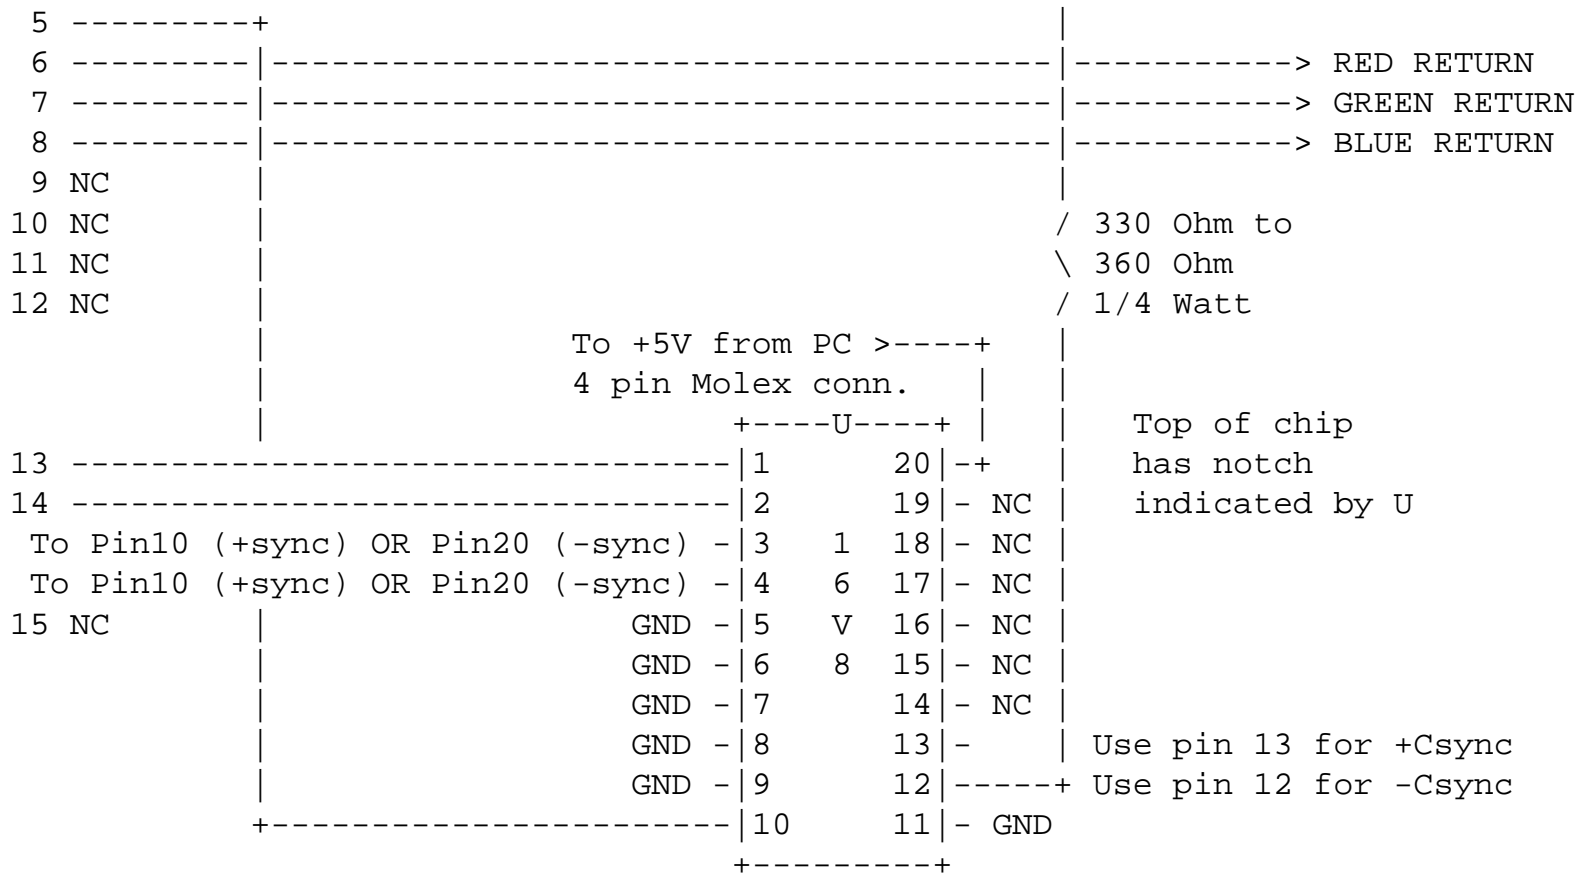 5 ---------+                                       |
 6 ---------|---------------------------------------|-----------> RED RETURN
 7 ---------|---------------------------------------|-----------> GREEN RETURN
 8 ---------|---------------------------------------|-----------> BLUE RETURN
 9 NC       |                                       |
10 NC       |                                       / 330 Ohm to
11 NC       |                                       \ 360 Ohm
12 NC       |                                       / 1/4 Watt
            |               To +5V from PC >----+   |
            |               4 pin Molex conn.   |   |
            |                       +----U----+ |   |   Top of chip
13 ---------------------------------|1      20|-+   |   has notch
14 ---------------------------------|2      19|- NC |   indicated by U
 To Pin10 (+sync) OR Pin20 (-sync) -|3   1  18|- NC |
 To Pin10 (+sync) OR Pin20 (-sync) -|4   6  17|- NC |
15 NC       |                  GND -|5   V  16|- NC |
            |                  GND -|6   8  15|- NC |
            |                  GND -|7      14|- NC |
            |                  GND -|8      13|-    | Use pin 13 for +Csync
            |                  GND -|9      12|-----+ Use pin 12 for -Csync
            +-----------------------|10     11|- GND
                                    +---------+